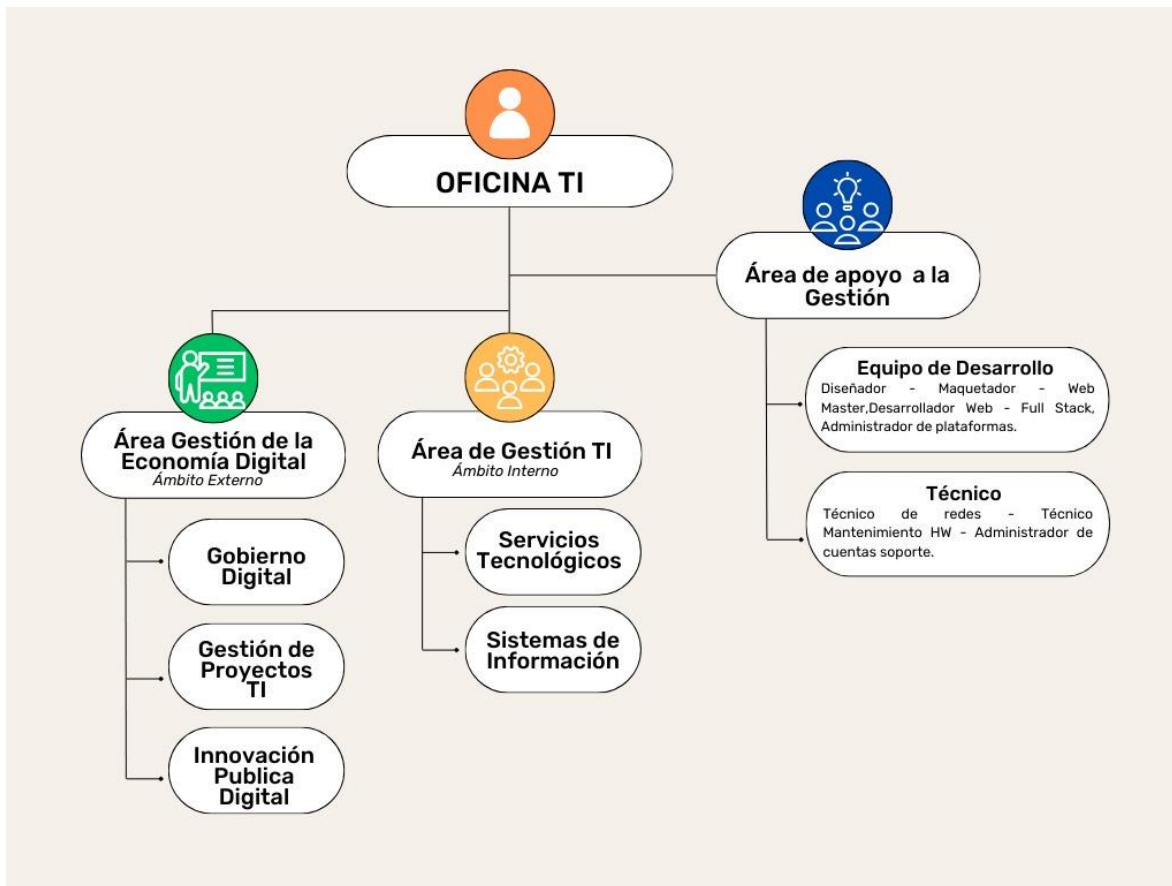 OFICINA TI
Área de apoyo a la
Gestión
Equipo de Desarrollo
Diseñador - Maquetador - Web
Master,Desarrollador Web - Full Stack,
Administrador de plataformas.
Técnico
Técnico de redes - Técnico
Mantenimiento HW - Administrador de
cuentas soporte.
Área Gestión de la
Economía Digital
Ámbito Externo
Gobierno
Digital
Gestión de
Proyectos
TI
Innovación
Publica
Digital
Área de Gestión TI
Ámbito Interno
Servicios
Tecnológicos
Sistemas de
Información